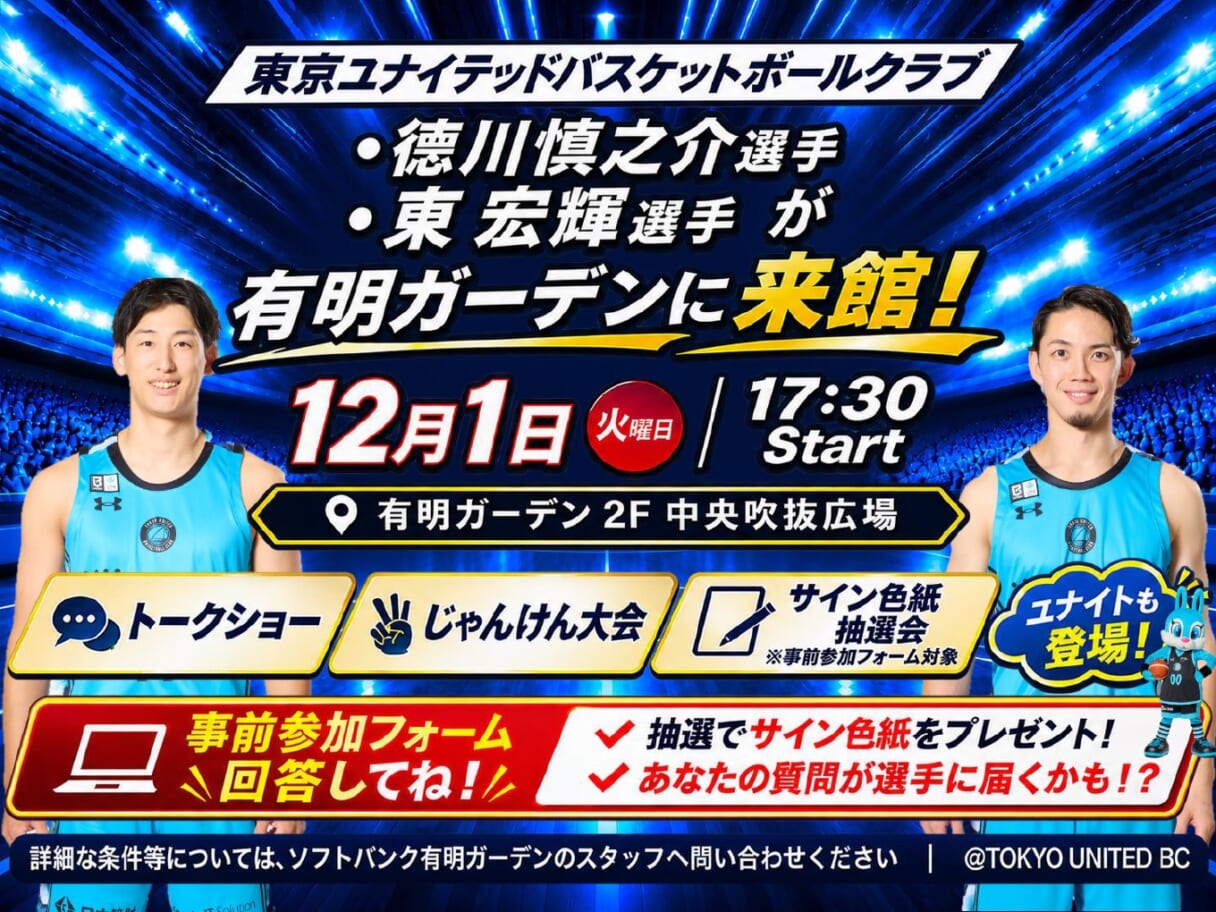 東京ユナイテッドバスケットボールクラブ
・徳川慎之介選手
・東 宏輝選手 が
有明ガーデンに来館!
12月1日 火曜日 17:30 Start
有明ガーデン 2F 中央吹抜広場
トークショー
じゃんけん大会
サイン色紙
抽選会
※事前参加フォーム対象
ユナイトも
登場!
事前参加フォーム
回答してね!
抽選でサイン色紙をプレゼント!
あなたの質問が選手に届くかも!?
詳細な条件等については、ソフトバンク有明ガーデンのスタッフへ問い合わせください | @TOKYO UNITED BC
00